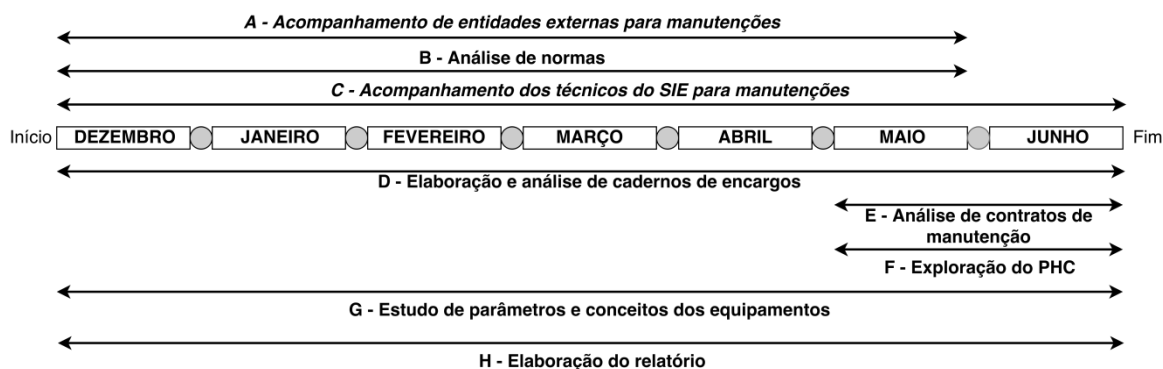 A - Acompanhamento de entidades externas para manutenções
B - Análise de normas
C - Acompanhamento dos técnicos do SIE para manutenções
Início DEZEMBRO JANEIRO FEVEREIRO MARÇO ABRIL MAIO JUNHO Fim
D - Elaboração e análise de cadernos de encargos
E - Análise de contratos de
manutenção
F - Exploração do PHC
G - Estudo de parâmetros e conceitos dos equipamentos
H - Elaboração do relatório